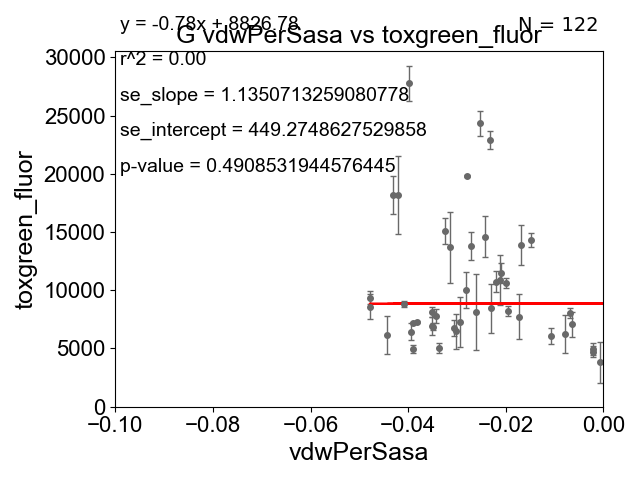 y = -0.78x + 8826.78
N = 122
G vdwPerSasa vs toxgreen_fluor
r^2 = 0.00
se_slope = 1.1350713259080778
se_intercept = 449.2748627529858
p-value = 0.4908531944576445
toxgreen_fluor
30000
25000
20000
15000
10000
5000
0
−0.10
−0.08
−0.06
−0.04
−0.02
0.00
vdwPerSasa